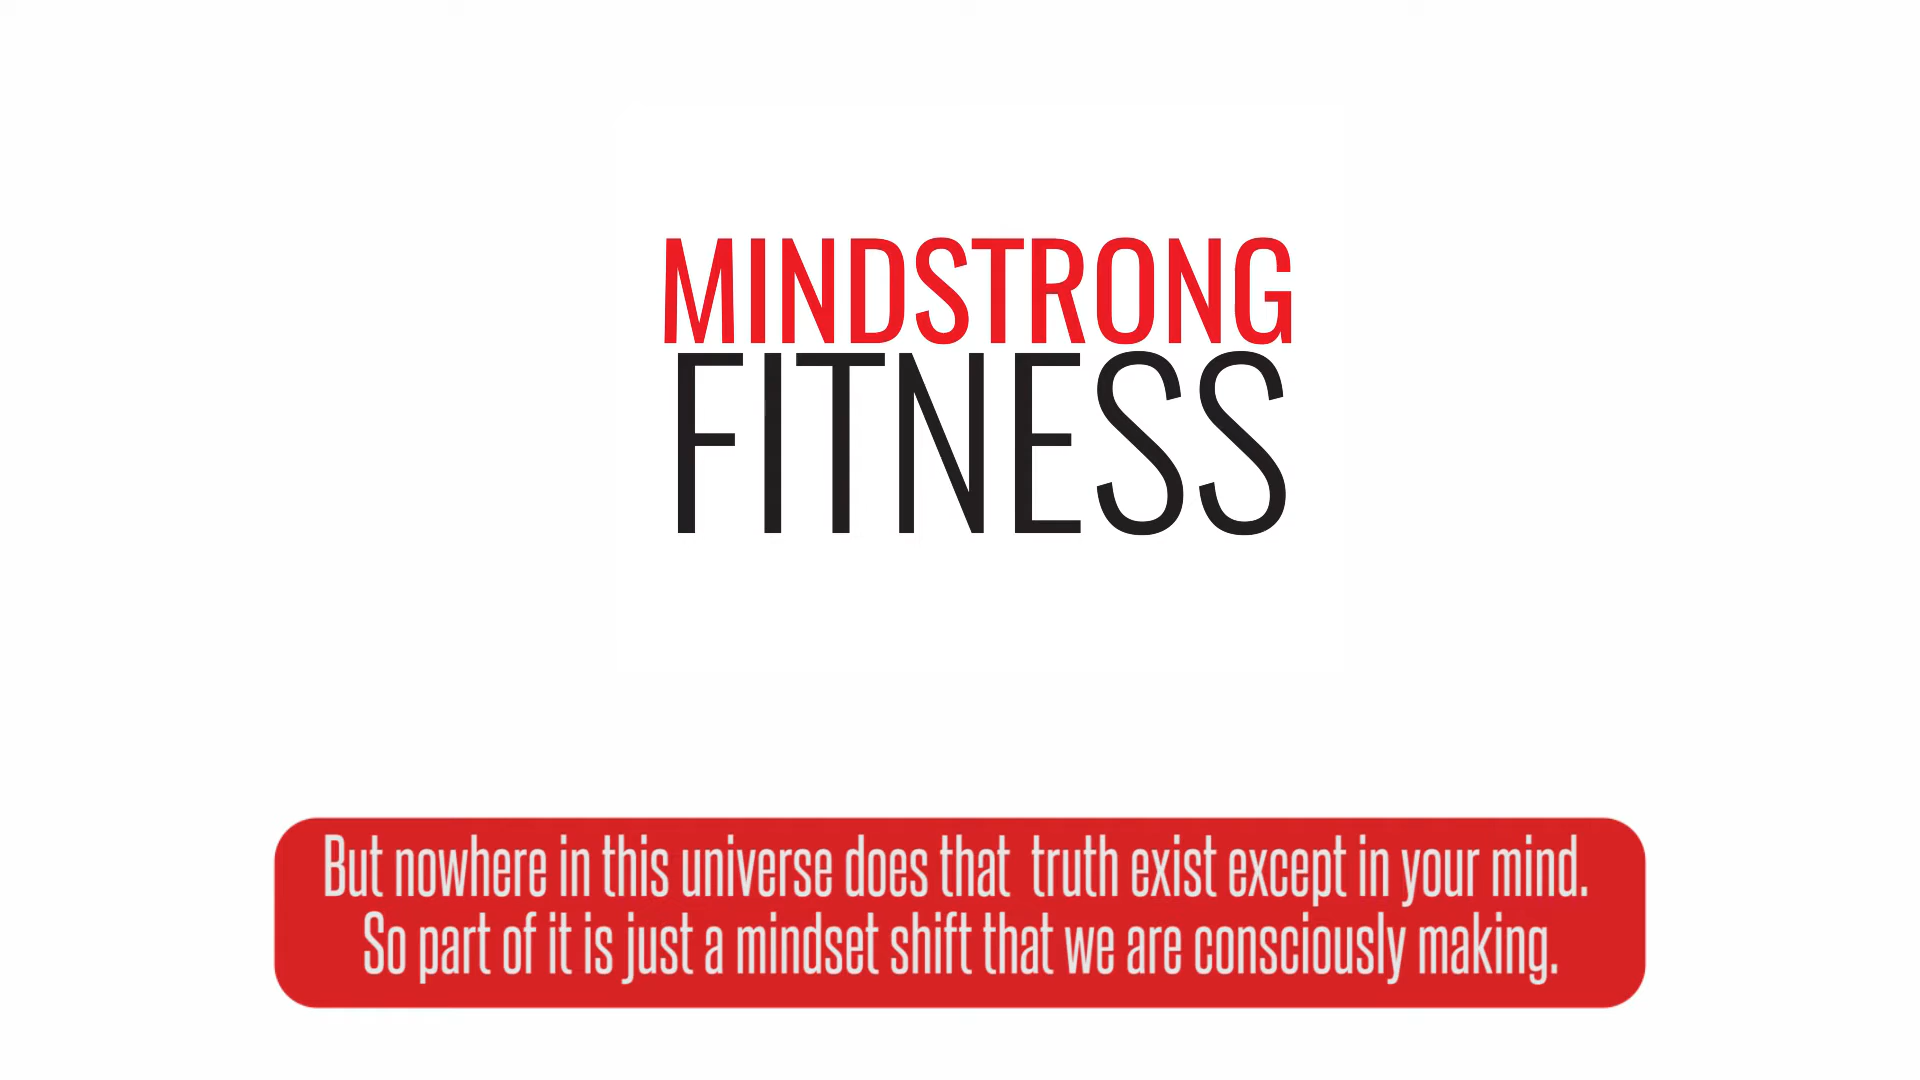 MINDSTRONG
FITNESS
But nowhere in this universe does that  truth exist except in your mind.
So part of it is just a mindset shift that we are consciously making.